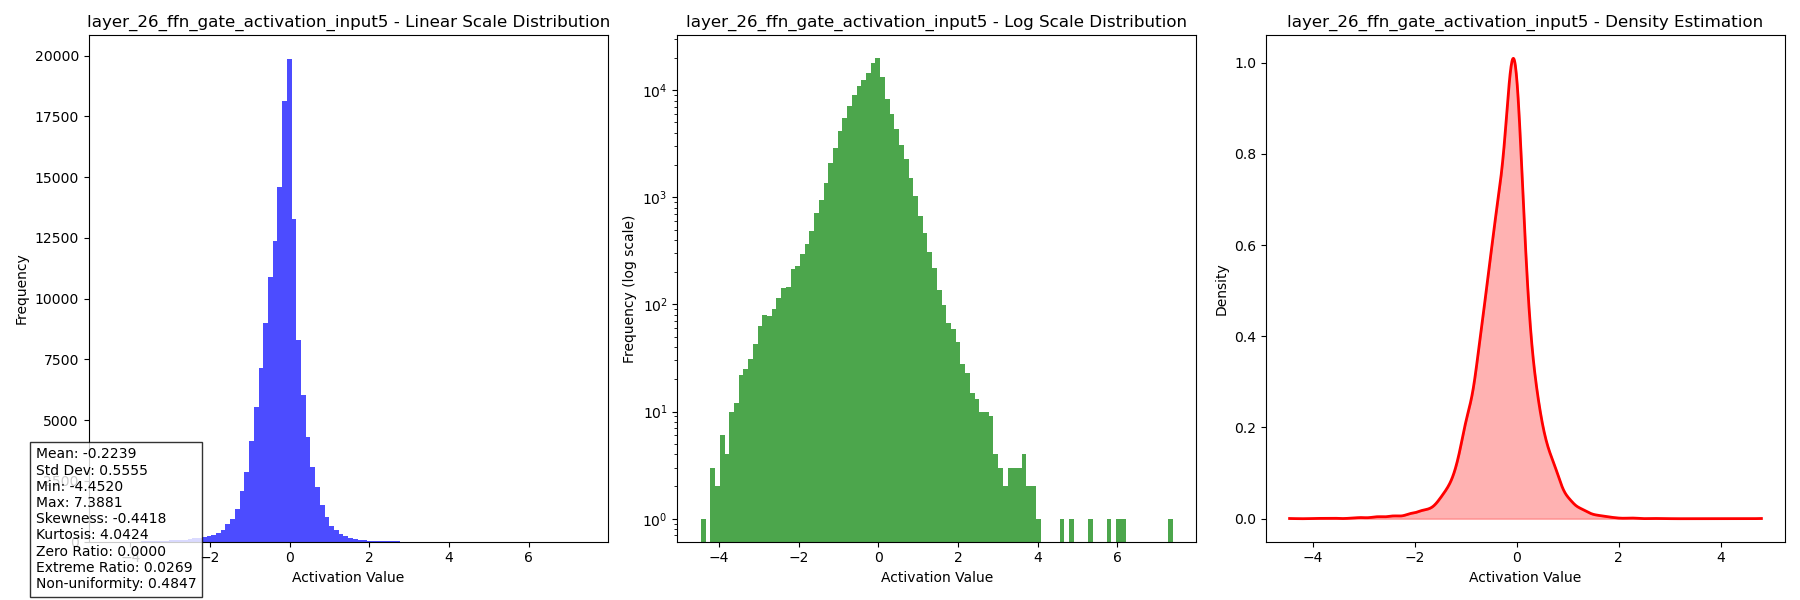 layer_26_ffn_gate_activation_input5 - Linear Scale Distribution
20000
17500
15000
12500
10000
7500
5000
2500
0
Frequency
−4
−2
0
2
4
6
Activation Value
Mean: -0.2239
Std Dev: 0.5555
Min: -4.4520
Max: 7.3881
Skewness: -0.4418
Kurtosis: 4.0424
Zero Ratio: 0.0000
Extreme Ratio: 0.0269
Non-uniformity: 0.4847
layer_26_ffn_gate_activation_input5 - Log Scale Distribution
10⁴
10³
10²
10¹
10⁰
Frequency (log scale)
−4
−2
0
2
4
6
Activation Value
layer_26_ffn_gate_activation_input5 - Density Estimation
1.0
0.8
0.6
0.4
0.2
0.0
Density
−4
−2
0
2
4
Activation Value